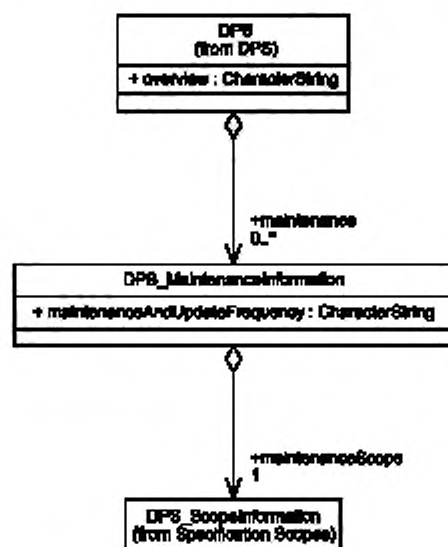 DPS
(from DPS)
+ overview : CharacterString
+maintenance
0..*
DPS_MaintenanceInformation
+ maintenanceAndUpdateFrequency : CharacterString
+maintenanceScope
1
DPS_ScopeInformation
(from Specification Scopes)